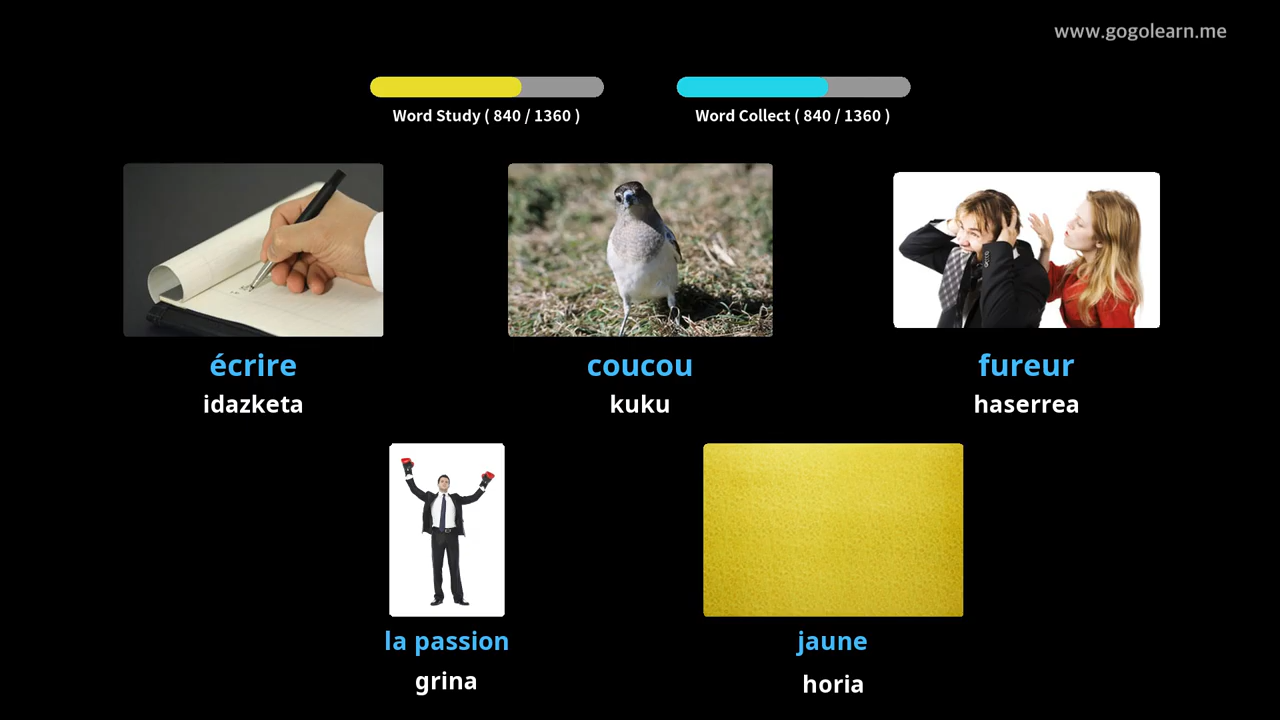 www.gogolearn.me
Word Study ( 840 / 1360 )
Word Collect ( 840 / 1360 )
écrire
idazketa
coucou
kuku
fureur
haserrea
la passion
grina
jaune
horia